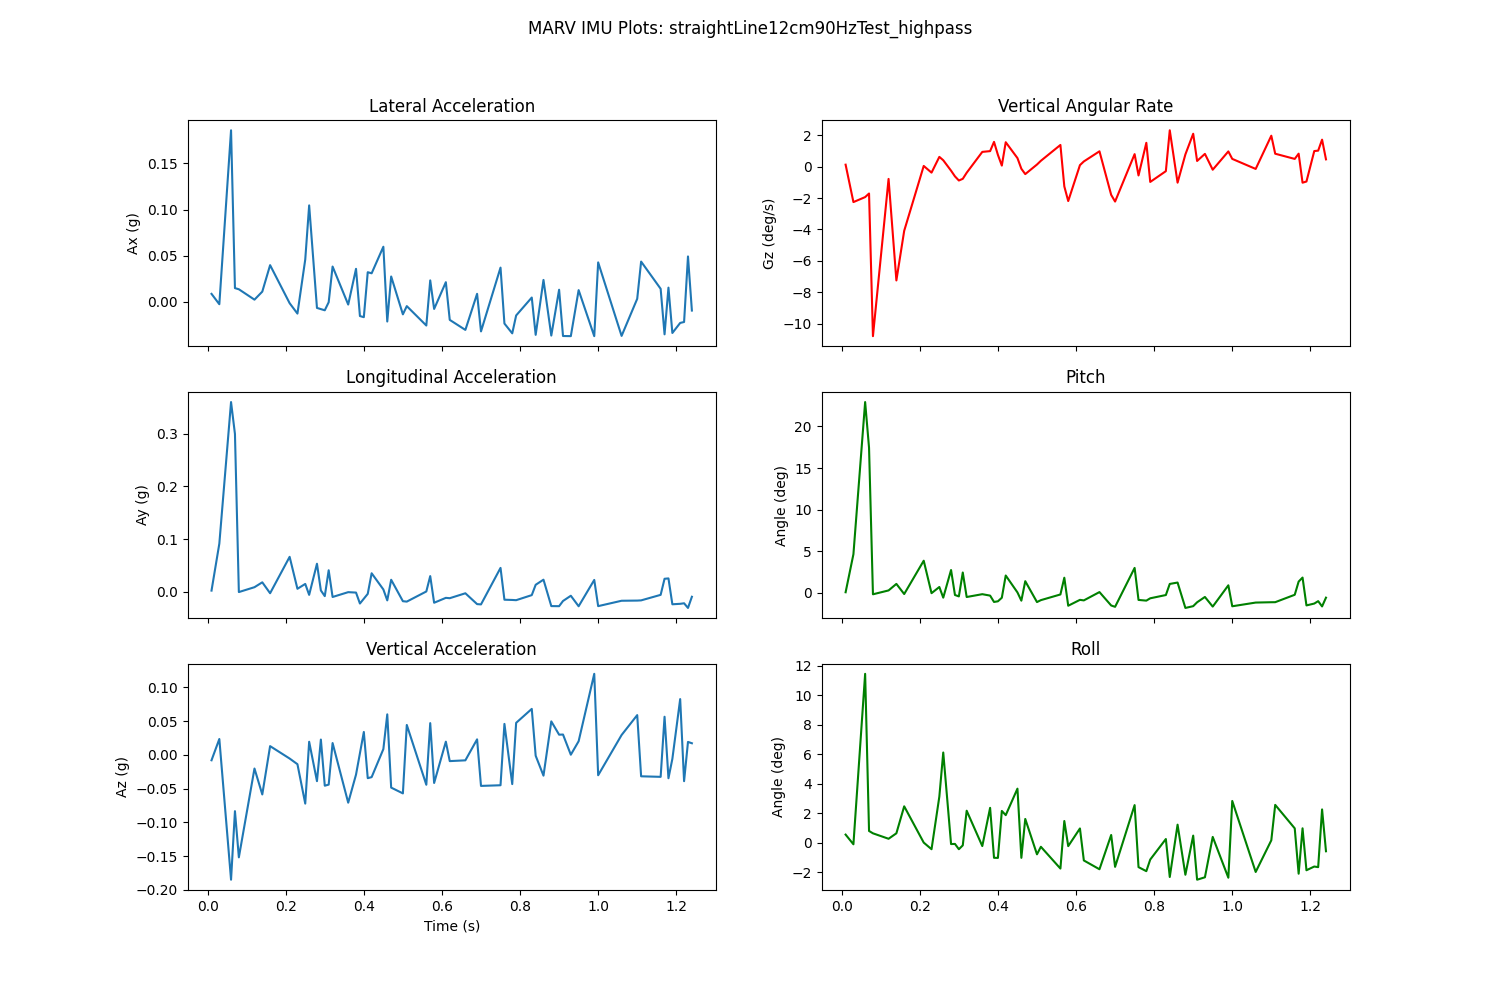 MARV IMU Plots: straightLine12cm90HzTest_highpass
Lateral Acceleration
Ax (g)
0.15
0.10
0.05
0.00
Vertical Angular Rate
Gz (deg/s)
2
0
−2
−4
−6
−8
−10
Longitudinal Acceleration
Ay (g)
0.3
0.2
0.1
0.0
Pitch
Angle (deg)
20
15
10
5
0
Vertical Acceleration
Az (g)
0.10
0.05
0.00
−0.05
−0.10
−0.15
−0.20
0.0 0.2 0.4 0.6 0.8 1.0 1.2
Time (s)
Roll
Angle (deg)
12
10
8
6
4
2
0
−2
0.0 0.2 0.4 0.6 0.8 1.0 1.2